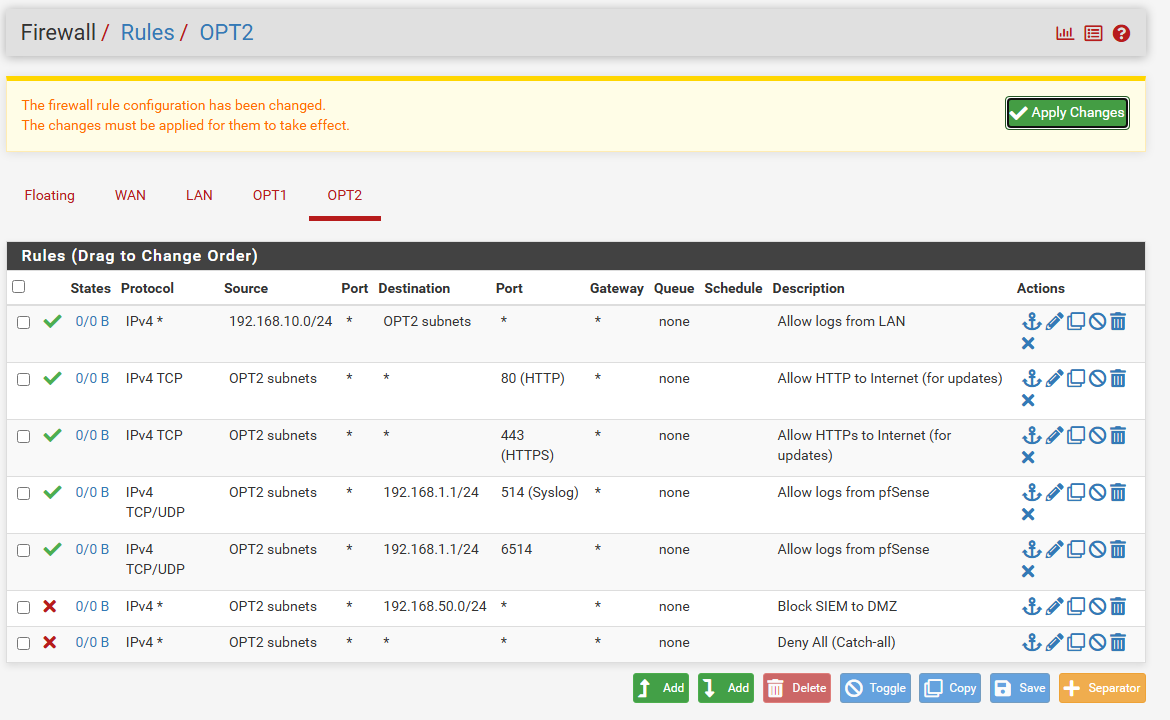 Firewall / Rules / OPT2
The firewall rule configuration has been changed.
The changes must be applied for them to take effect.
Apply Changes
Floating WAN LAN OPT1 OPT2
Rules (Drag to Change Order)
States Protocol Source Port Destination Port Gateway Queue Schedule Description Actions
0/0 B IPv4 * 192.168.10.0/24 * OPT2 subnets * * none Allow logs from LAN
0/0 B IPv4 TCP OPT2 subnets * * 80 (HTTP) * none Allow HTTP to Internet (for updates)
0/0 B IPv4 TCP OPT2 subnets * * 443 * none Allow HTTPs to Internet (for
(HTTPS) updates)
0/0 B IPv4 OPT2 subnets * 192.168.1.1/24 514 (Syslog) * none Allow logs from pfSense
TCP/UDP
0/0 B IPv4 OPT2 subnets * 192.168.1.1/24 6514 * none Allow logs from pfSense
TCP/UDP
0/0 B IPv4 * OPT2 subnets * 192.168.50.0/24 * * none Block SIEM to DMZ
0/0 B IPv4 * OPT2 subnets * * * * none Deny All (Catch-all)
Add Add Delete Toggle Copy Save Separator